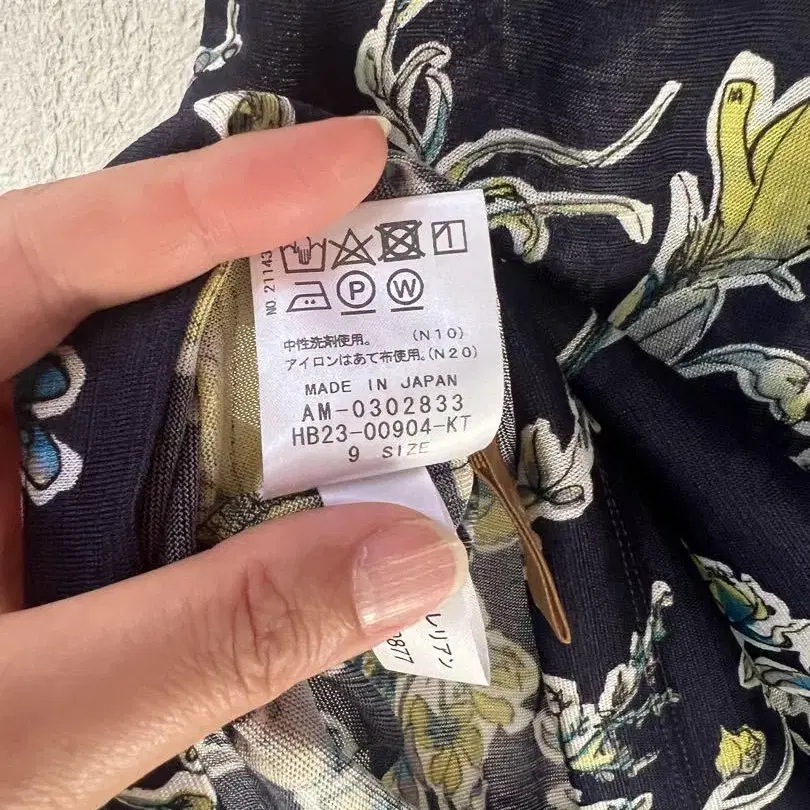 NO.21143
P
W
中性洗剤使用。 (N10)
アイロンはあて布使用。(N20)
MADE IN JAPAN
AM-0302833
HB23-00904-KT
9 SIZE
レリアン
2877